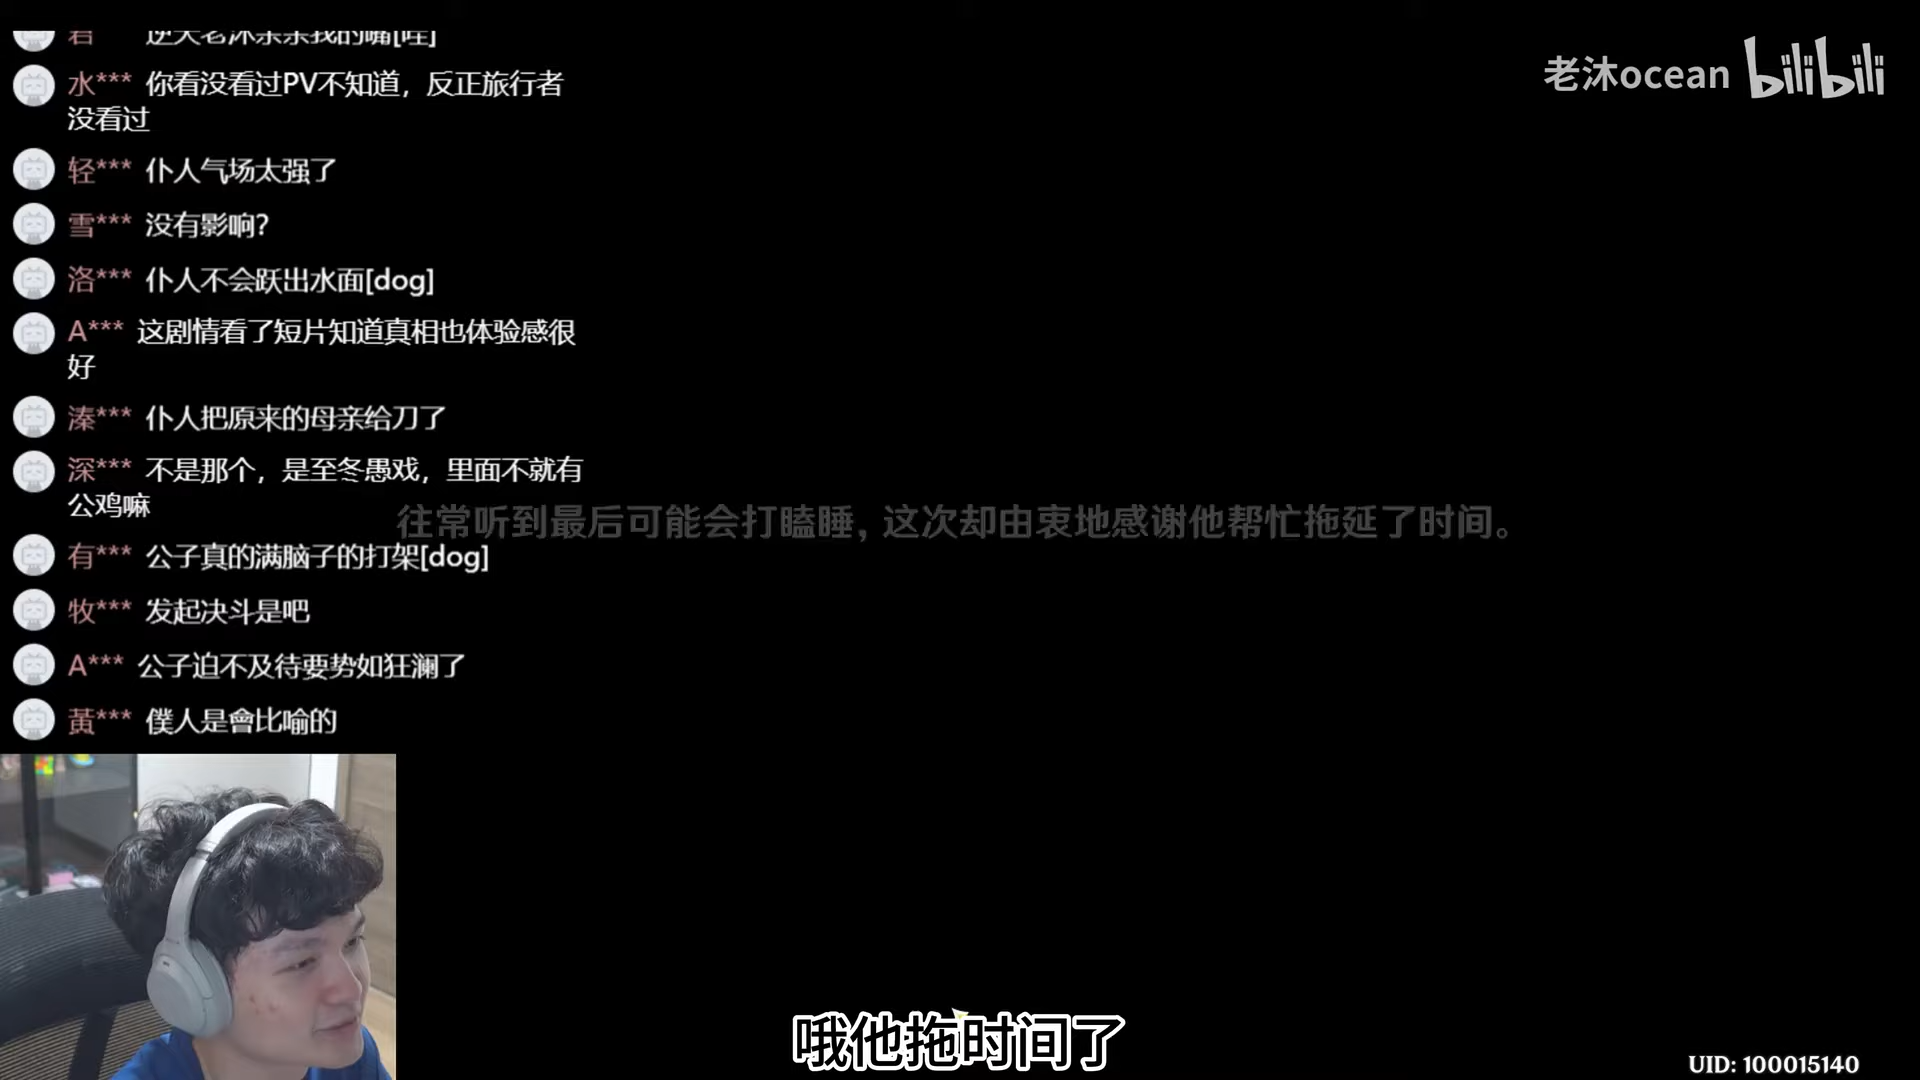 老沐ocean bilibili
水*** 你看没看过PV不知道，反正旅行者
没看过
轻*** 仆人气场太强了
雪*** 没有影响？
洛*** 仆人不会跃出水面[dog]
A*** 这剧情看了短片知道真相也体验感很
好
溱*** 仆人把原来的母亲给刀了
深*** 不是那个，是至冬愚戏，里面不就有
公鸡嘛
往常听到最后可能会打瞌睡，这次却由衷地感谢他帮忙拖延了时间。
有*** 公子真的满脑子的打架[dog]
牧*** 发起决斗是吧
A*** 公子迫不及待要势如狂澜了
黃*** 僕人是會比喻的
哦他拖时间了
UID: 100015140